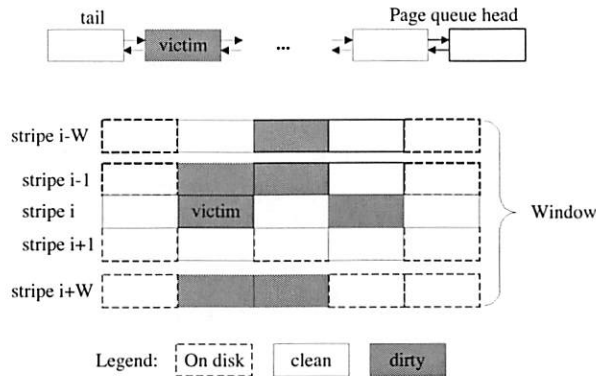 tail Page queue head
victim ...
stripe i-W
stripe i-1
stripe i victim Window
stripe i+1
stripe i+W
Legend: On disk clean dirty